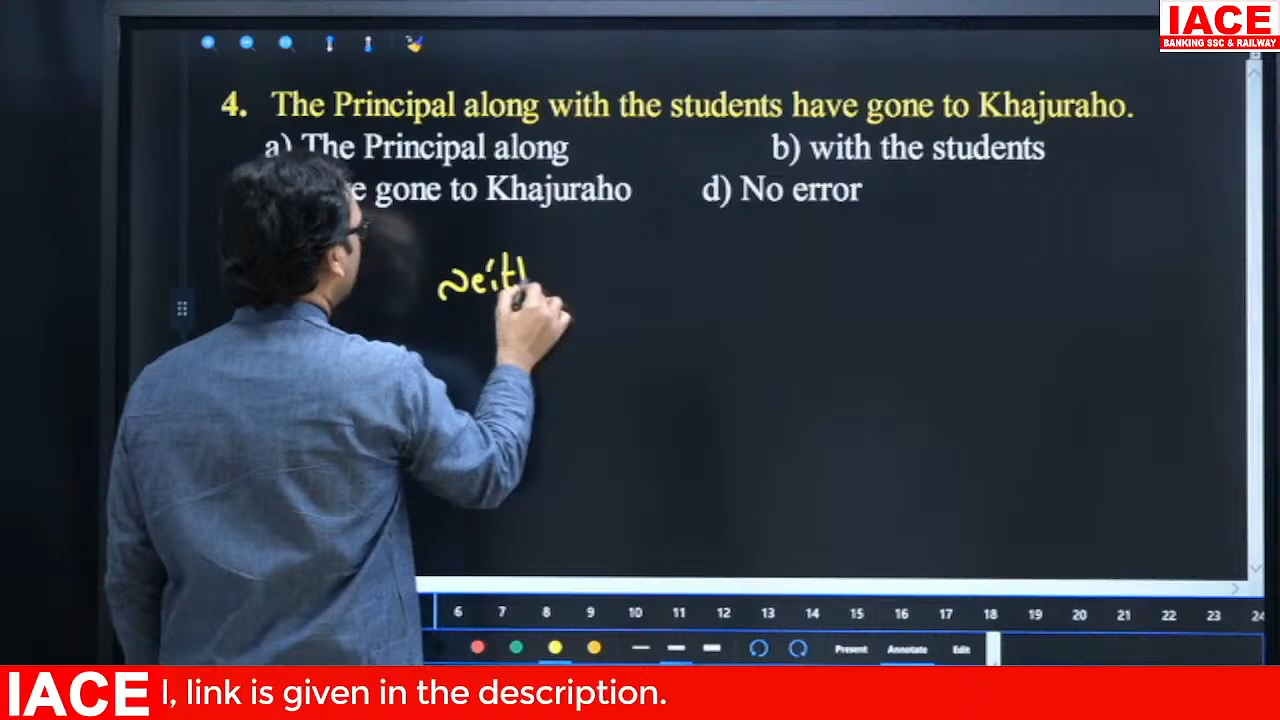 IACE
BANKING SSC & RAILWAY
4. The Principal along with the students have gone to Khajuraho.
a) The Principal along b) with the students
gone to Khajuraho d) No error
6 7 8 9 10 11 12 13 14 15 16 17 18 19 20 21 22 23 24
Present Annotate Edit
IACE l, link is given in the description.